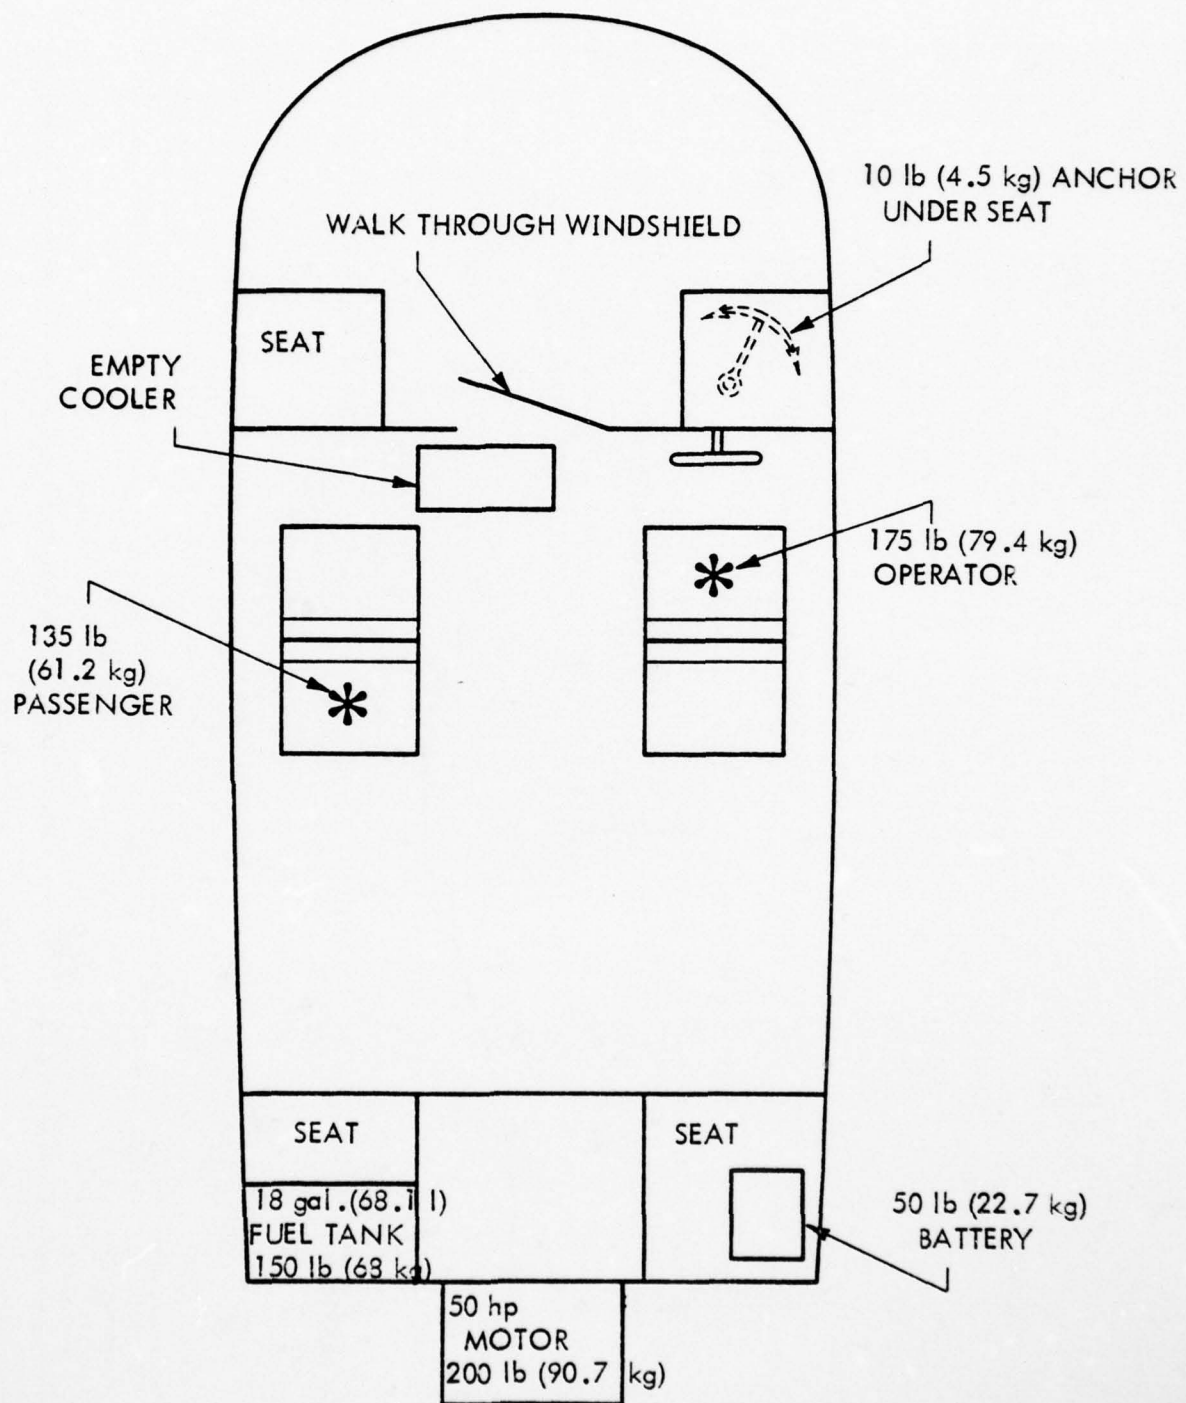 10 lb (4.5 kg) ANCHOR
UNDER SEAT
WALK THROUGH WINDSHIELD
SEAT
EMPTY
COOLER
175 lb (79.4 kg)
OPERATOR
135 lb
(61.2 kg)
PASSENGER
SEAT
SEAT
18 gal.(68.1 l)
FUEL TANK
150 lb (68 kg)
50 lb (22.7 kg)
BATTERY
50 hp
MOTOR
200 lb (90.7 kg)